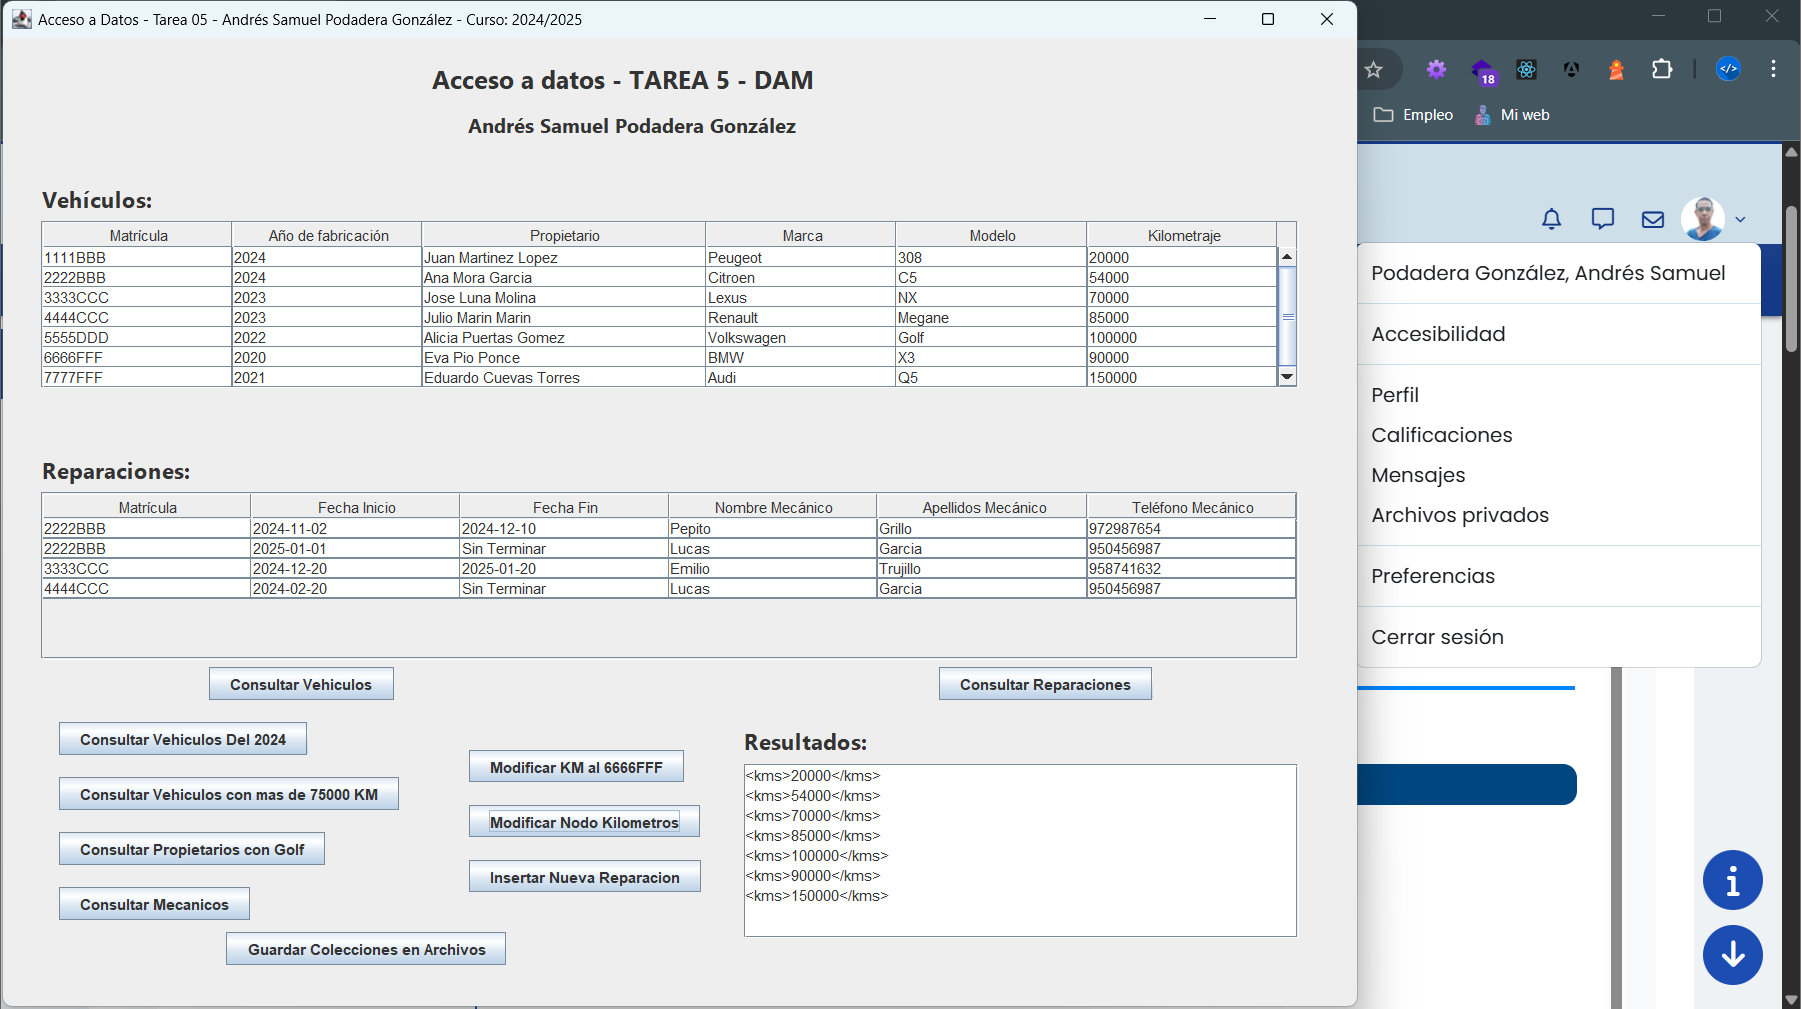 Acceso a Datos - Tarea 05 - Andrés Samuel Podadera González - Curso: 2024/2025
Acceso a datos - TAREA 5 - DAM
Andrés Samuel Podadera González
Vehículos:
Matrícula Año de fabricación Propietario Marca Modelo Kilometraje
1111BBB 2024 Juan Martinez Lopez Peugeot 308 20000
2222BBB 2024 Ana Mora Garcia Citroen C5 54000
3333CCC 2023 Jose Luna Molina Lexus NX 70000
4444CCC 2023 Julio Marin Marin Renault Megane 85000
5555DDD 2022 Alicia Puertas Gomez Volkswagen Golf 100000
6666FFF 2020 Eva Pio Ponce BMW X3 90000
7777FFF 2021 Eduardo Cuevas Torres Audi Q5 150000
Reparaciones:
Matrícula Fecha Inicio Fecha Fin Nombre Mecánico Apellidos Mecánico Teléfono Mecánico
2222BBB 2024-11-02 2024-12-10 Pepito Grillo 972987654
2222BBB 2025-01-01 Sin Terminar Lucas Garcia 950456987
3333CCC 2024-12-20 2025-01-20 Emilio Trujillo 958741632
4444CCC 2024-02-20 Sin Terminar Lucas Garcia 950456987
Consultar Vehiculos
Consultar Reparaciones
Consultar Vehiculos Del 2024
Consultar Vehiculos con mas de 75000 KM
Consultar Propietarios con Golf
Consultar Mecanicos
Guardar Colecciones en Archivos
Modificar KM al 6666FFF
Modificar Nodo Kilometros
Insertar Nueva Reparacion
Resultados:
<kms>20000</kms>
<kms>54000</kms>
<kms>70000</kms>
<kms>85000</kms>
<kms>100000</kms>
<kms>90000</kms>
<kms>150000</kms>
18
Empleo
Mi web
Podadera González, Andrés Samuel
Accesibilidad
Perfil
Calificaciones
Mensajes
Archivos privados
Preferencias
Cerrar sesión